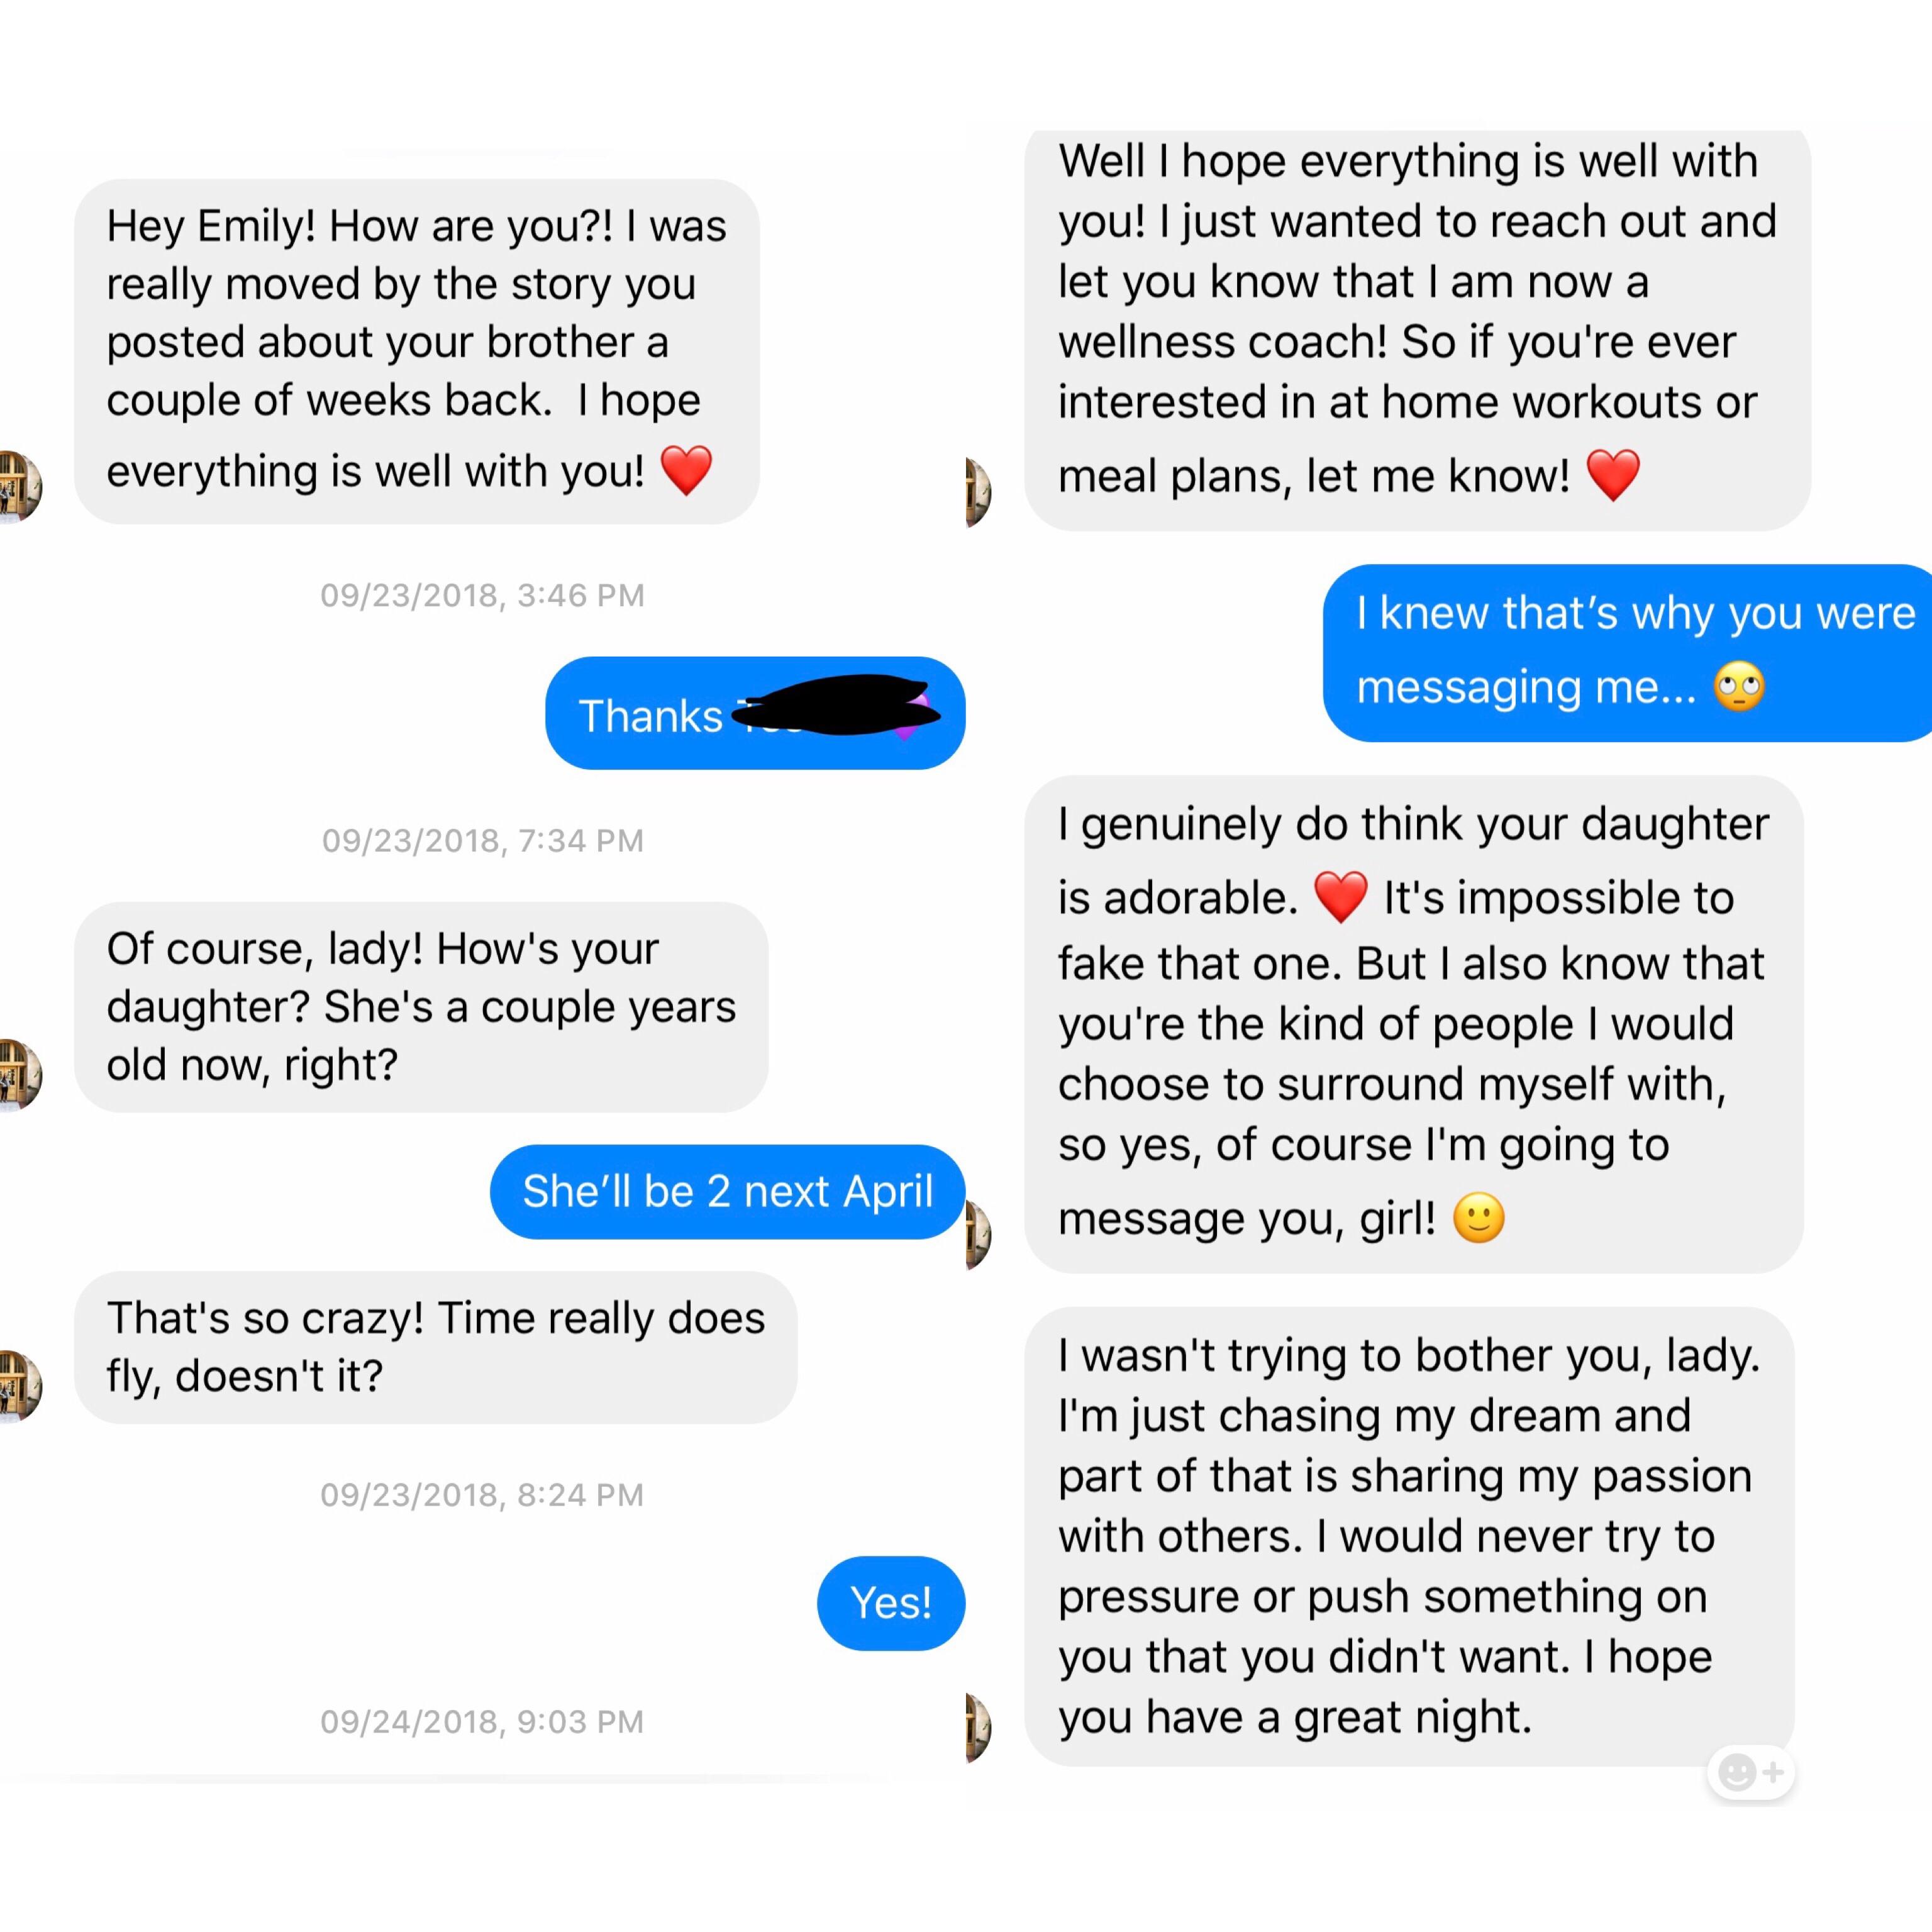 Hey Emily! How are you?! I was
really moved by the story you
posted about your brother a
couple of weeks back.  I hope
everything is well with you! ❤️
09/23/2018, 3:46 PM
Thanks
09/23/2018, 7:34 PM
Of course, lady! How's your
daughter? She's a couple years
old now, right?
She’ll be 2 next April
That's so crazy! Time really does
fly, doesn't it?
09/23/2018, 8:24 PM
Yes!
09/24/2018, 9:03 PM
Well I hope everything is well with
you! I just wanted to reach out and
let you know that I am now a
wellness coach! So if you're ever
interested in at home workouts or
meal plans, let me know! ❤️
I knew that’s why you were
messaging me... 🙄
I genuinely do think your daughter
is adorable. ❤️ It's impossible to
fake that one. But I also know that
you're the kind of people I would
choose to surround myself with,
so yes, of course I'm going to
message you, girl! 🙂
I wasn't trying to bother you, lady.
I'm just chasing my dream and
part of that is sharing my passion
with others. I would never try to
pressure or push something on
you that you didn't want. I hope
you have a great night.